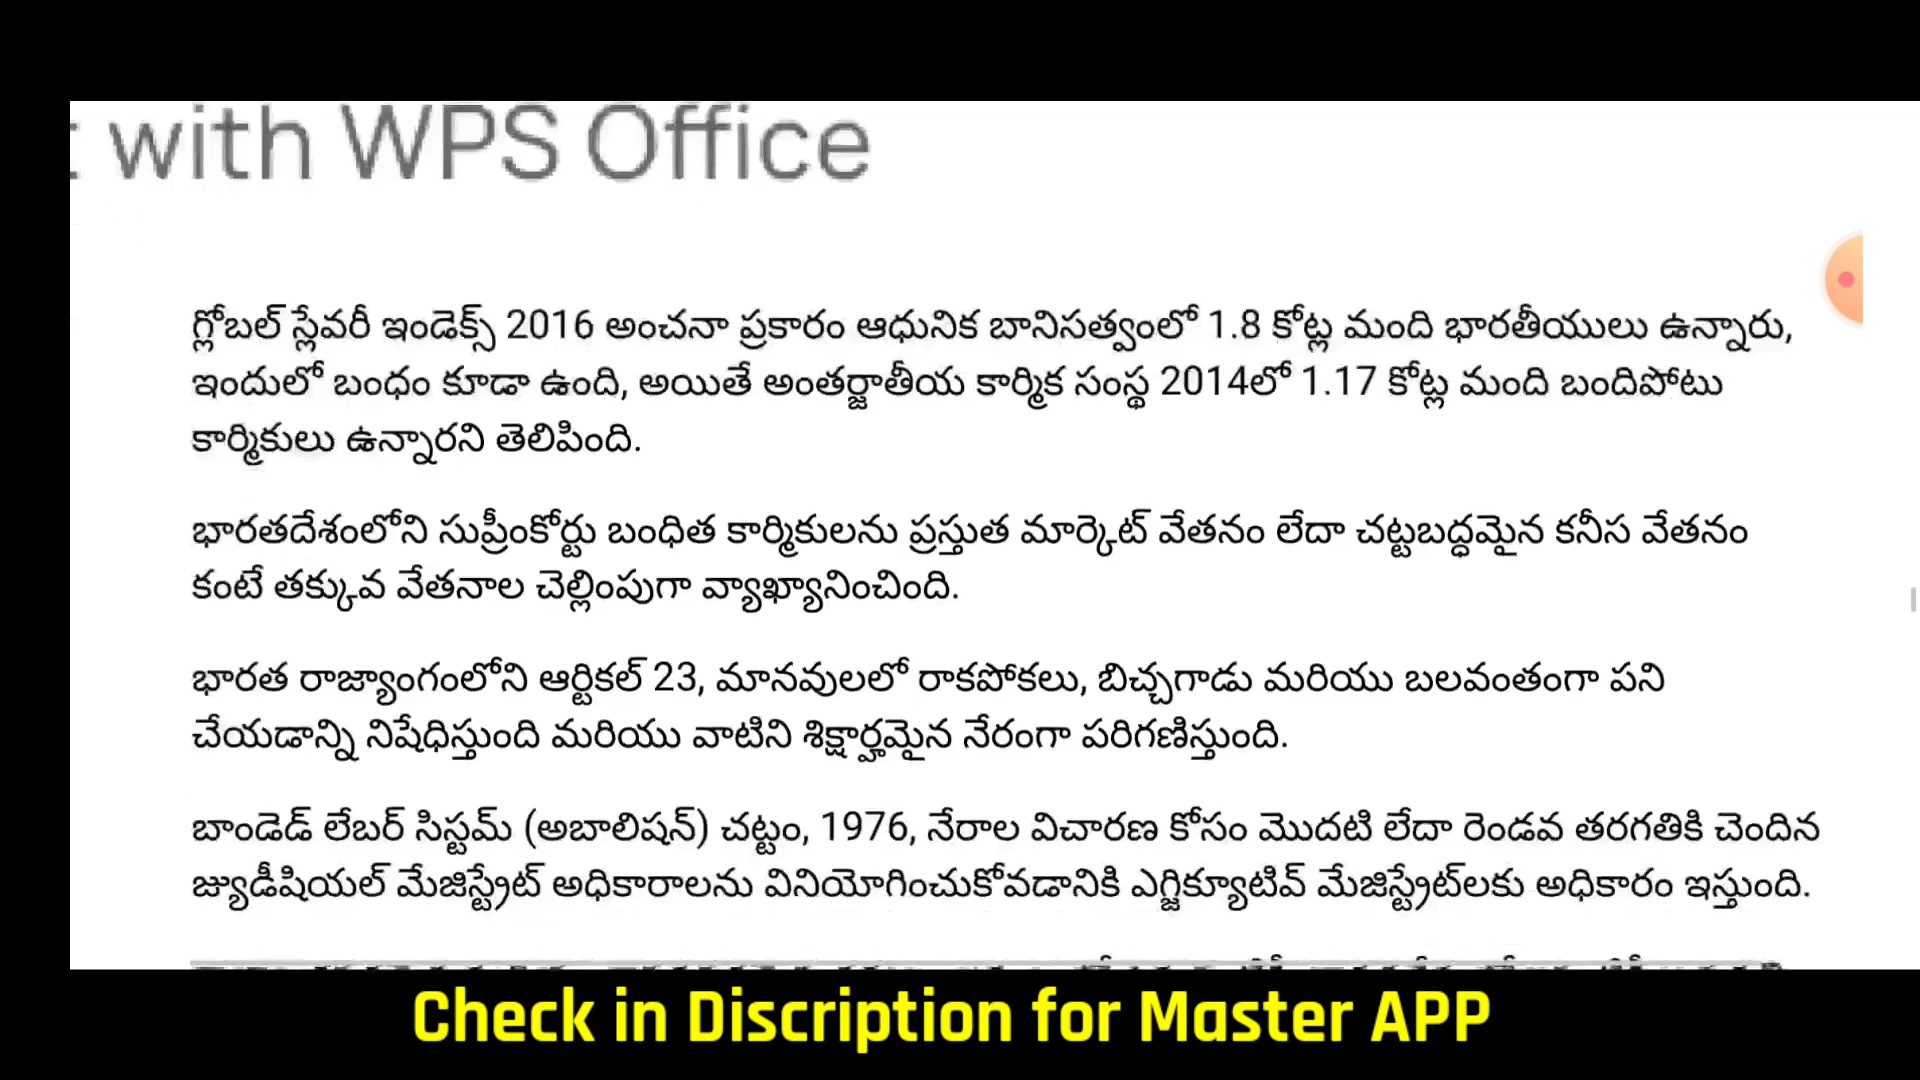 with WPS Office
గ్లోబల్ స్లేవరీ ఇండెక్స్ 2016 అంచనా ప్రకారం ఆధునిక బానిసత్వంలో 1.8 కోట్ల మంది భారతీయులు ఉన్నారు,
ఇందులో బంధం కూడా ఉంది, అయితే అంతర్జాతీయ కార్మిక సంస్థ 2014లో 1.17 కోట్ల మంది బందిపోటు
కార్మికులు ఉన్నారని తెలిపింది.
భారతదేశంలోని సుప్రీంకోర్టు బంధిత కార్మికులను ప్రస్తుత మార్కెట్ వేతనం లేదా చట్టబద్ధమైన కనీస వేతనం
కంటే తక్కువ వేతనాల చెల్లింపుగా వ్యాఖ్యానించింది.
భారత రాజ్యాంగంలోని ఆర్టికల్ 23, మానవులలో రాకపోకలు, బిచ్చగాడు మరియు బలవంతంగా పని
చేయడాన్ని నిషేధిస్తుంది మరియు వాటిని శిక్షార్హమైన నేరంగా పరిగణిస్తుంది.
బాండెడ్ లేబర్ సిస్టమ్ (అబాలిషన్) చట్టం, 1976, నేరాల విచారణ కోసం మొదటి లేదా రెండవ తరగతికి చెందిన
జ్యుడీషియల్ మేజిస్ట్రేట్ అధికారాలను వినియోగించుకోవడానికి ఎగ్జిక్యూటివ్ మేజిస్ట్రేట్‌లకు అధికారం ఇస్తుంది.
Check in Discription for Master APP